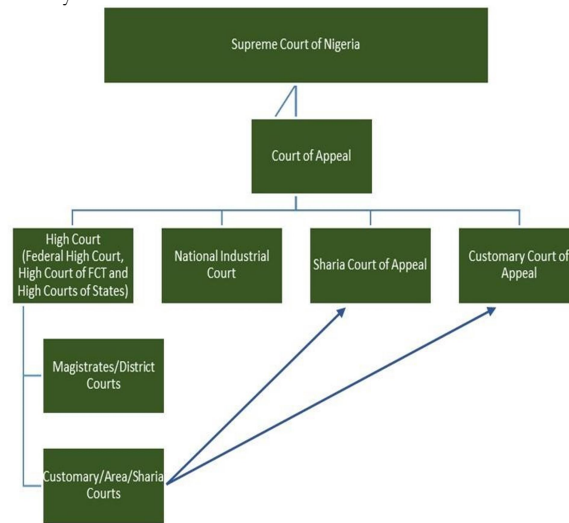 Supreme Court of Nigeria
Court of Appeal
High Court
(Federal High Court,
High Court of FCT and
High Courts of States)
National Industrial
Court
Sharia Court of Appeal
Customary Court of
Appeal
Magistrates/District
Courts
Customary/Area/Sharia
Courts